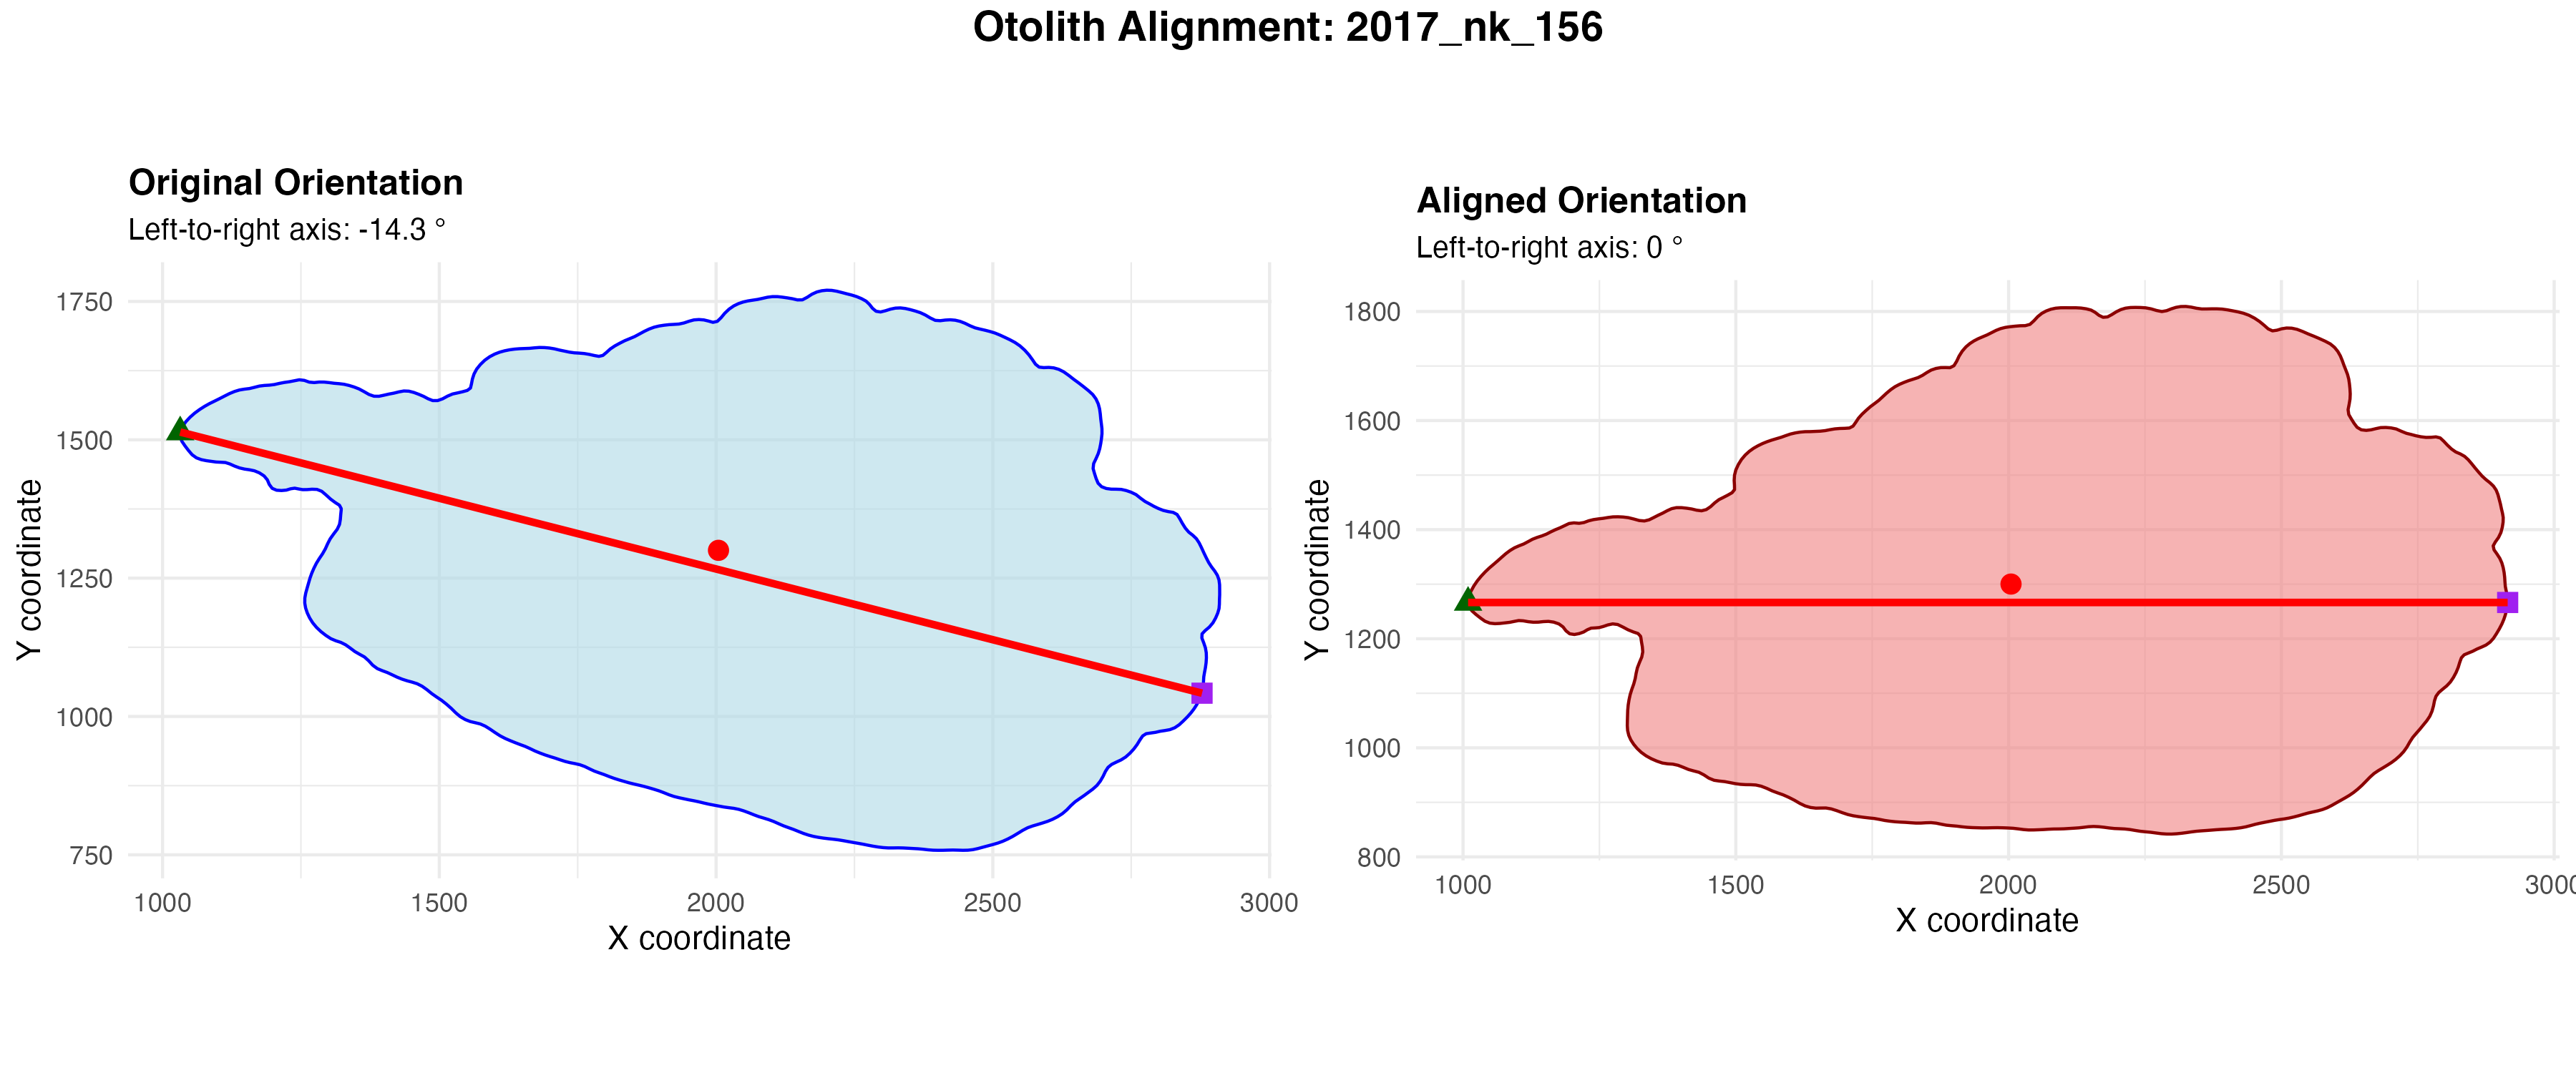 Otolith Alignment: 2017_nk_156
Original Orientation
Left-to-right axis: -14.3 °
1750
1500
1250
1000
750
Y coordinate
1000
1500
2000
2500
3000
X coordinate
Aligned Orientation
Left-to-right axis: 0 °
1800
1600
1400
1200
1000
800
Y coordinate
1000
1500
2000
2500
3000
X coordinate